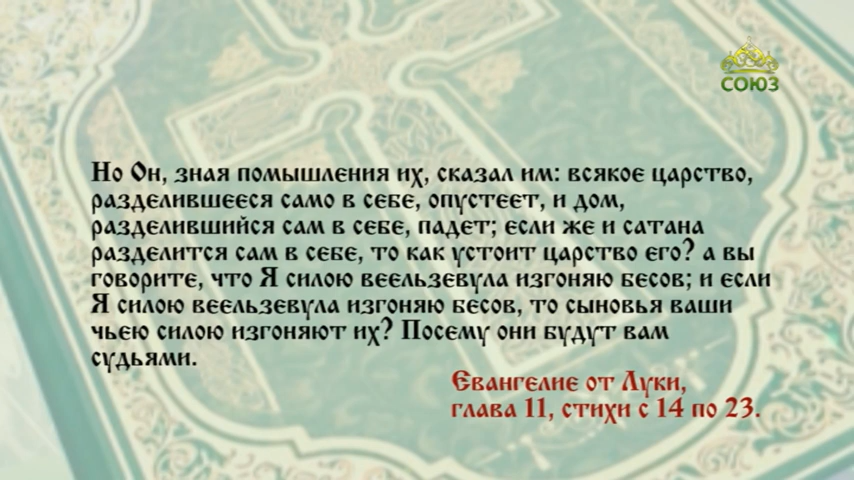 СОЮЗ
Но Он, зная помышления их, сказал им: всякое царство,
разделившееся само в себе, опустеет, и дом,
разделившийся сам в себе, падет; если же и сатана
разделится сам в себе, то как устоит царство его? а вы
говорите, что Я силою веельзевула изгоняю бесов; и если
Я силою веельзевула изгоняю бесов, то сыновья ваши
чьею силою изгоняют их? Посему они будут вам
судьями.
Евангелие от Луки,
глава 11, стихи с 14 по 23.